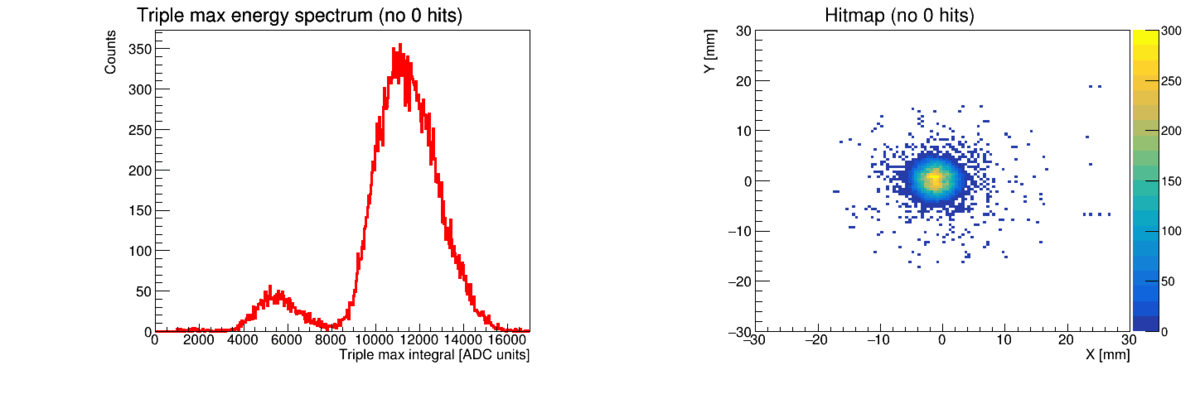 Triple max energy spectrum (no 0 hits)
Counts
350
300
250
200
150
100
50
0
0 2000 4000 6000 8000 10000 12000 14000 16000
Triple max integral [ADC units]
Hitmap (no 0 hits)
Y [mm]
30
20
10
0
−10
−20
−30
−30 −20 −10 0 10 20 30
X [mm]
300
250
200
150
100
50
0